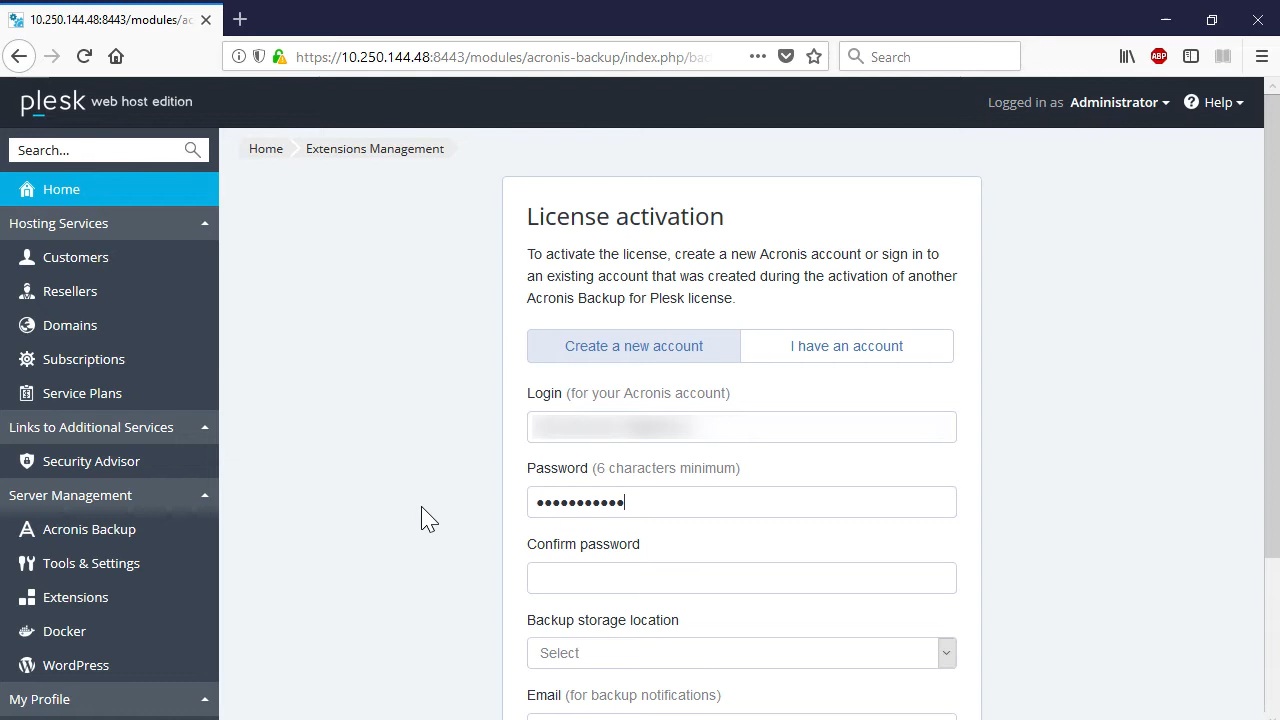 10.250.144.48:8443/modules/ac
https://10.250.144.48:8443/modules/acronis-backup/index.php/bac
Search
ABP
plesk web host edition
Logged in as Administrator
Help
Search...
Home
Hosting Services
Customers
Resellers
Domains
Subscriptions
Service Plans
Links to Additional Services
Security Advisor
Server Management
Acronis Backup
Tools & Settings
Extensions
Docker
WordPress
My Profile
Home
Extensions Management
License activation
To activate the license, create a new Acronis account or sign in to
an existing account that was created during the activation of another
Acronis Backup for Plesk license.
Create a new account
I have an account
Login (for your Acronis account)
Password (6 characters minimum)
Confirm password
Backup storage location
Select
Email (for backup notifications)